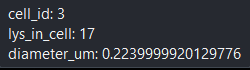 cell_id: 3
lys_in_cell: 17
diameter_um: 0.2239999920129776